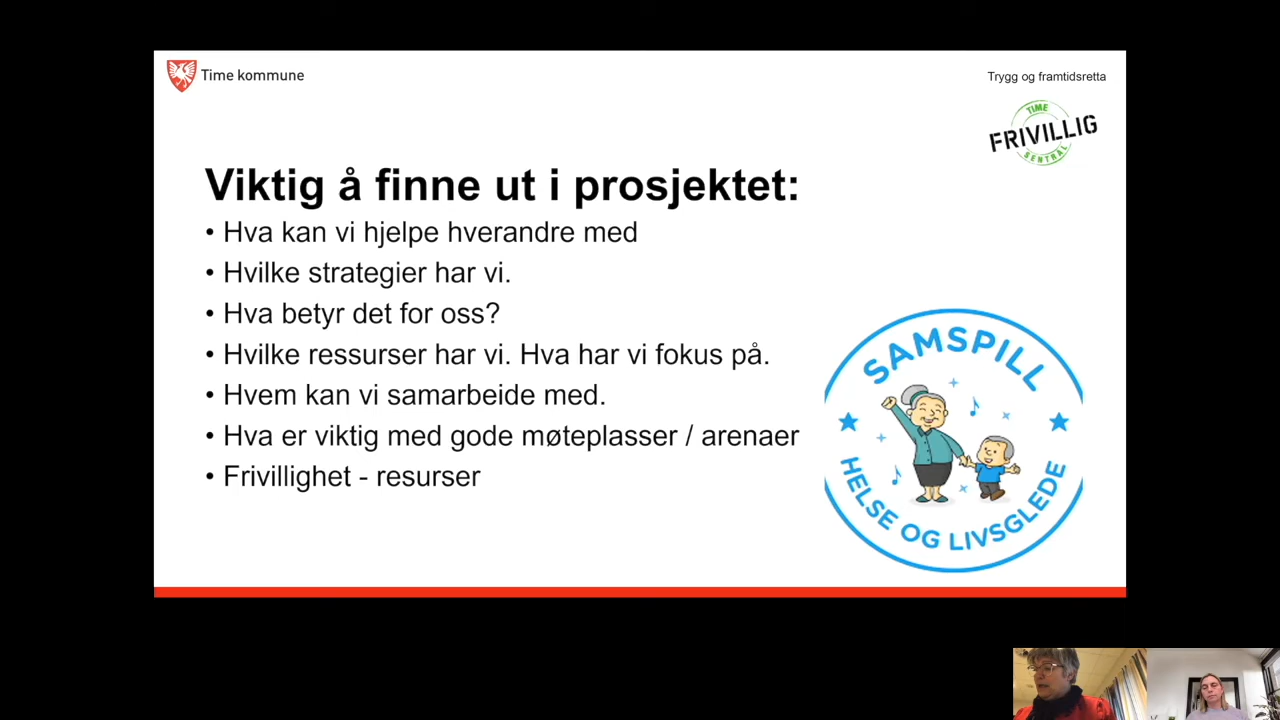 Time kommune
Trygg og framtidsretta
TIME
FRIVILLIG
SENTRAL
Viktig å finne ut i prosjektet:
• Hva kan vi hjelpe hverandre med
• Hvilke strategier har vi.
• Hva betyr det for oss?
• Hvilke ressurser har vi. Hva har vi fokus på.
• Hvem kan vi samarbeide med.
• Hva er viktig med gode møteplasser / arenaer
• Frivillighet - resurser
SAMSPILL
HELSE OG LIVSGLEDE